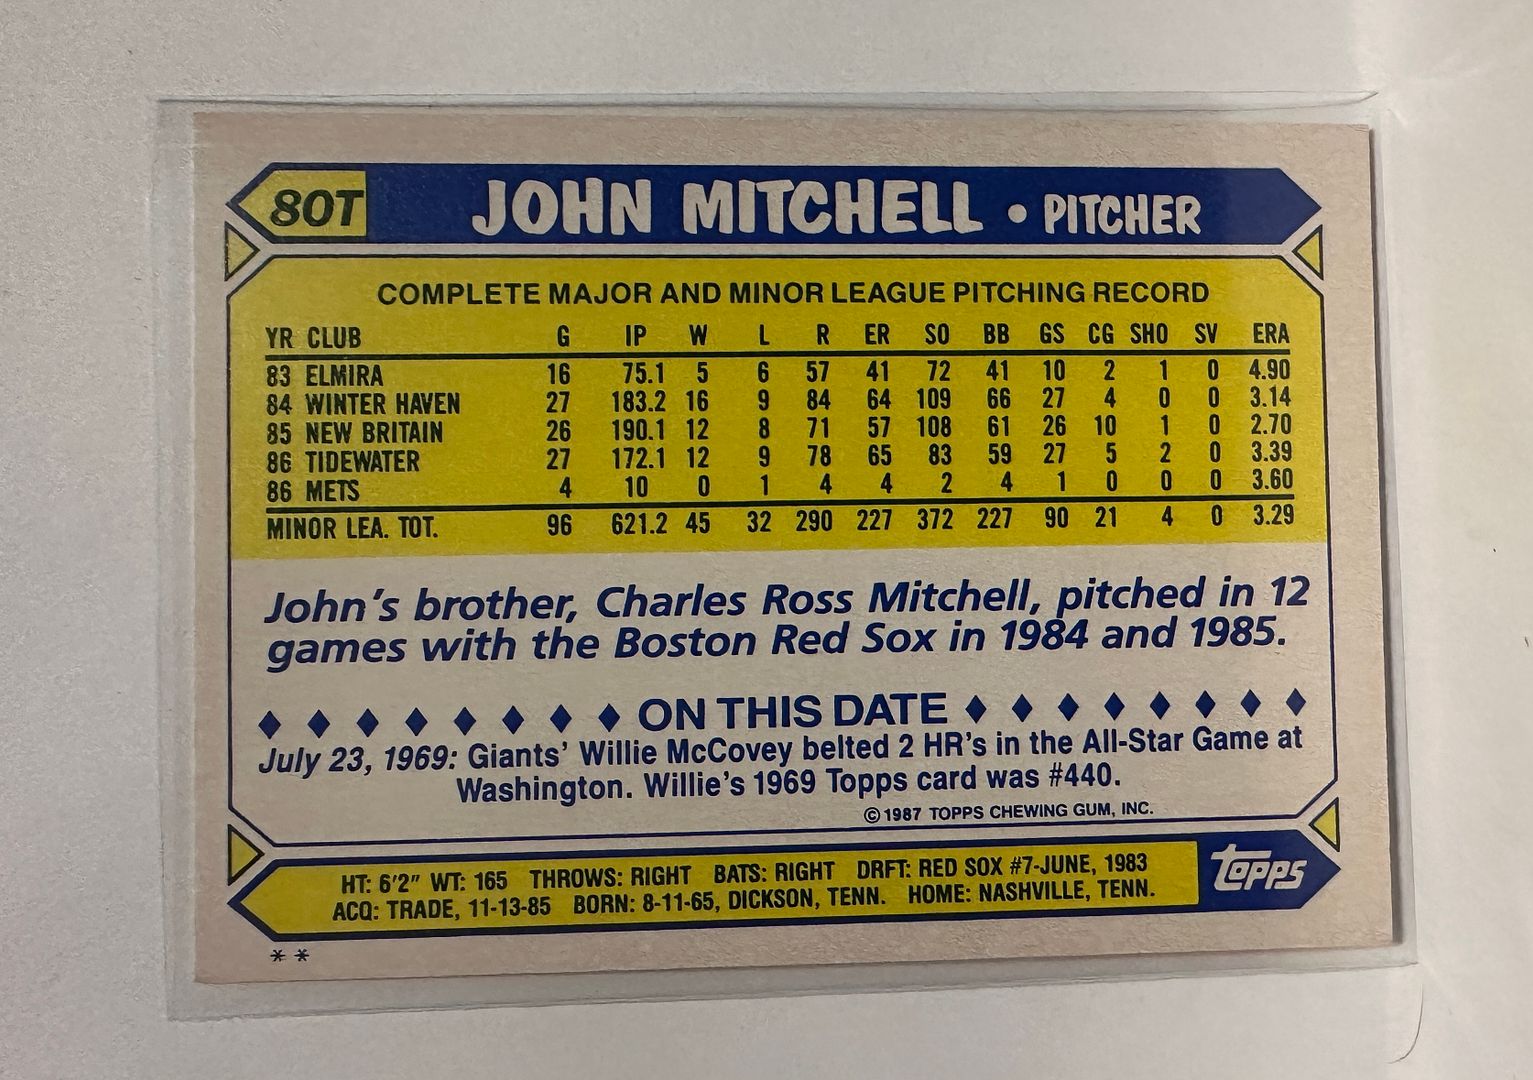 80T JOHN MITCHELL • PITCHER
COMPLETE MAJOR AND MINOR LEAGUE PITCHING RECORD
YR CLUB G IP W L R ER SO BB GS CG SHO SV ERA
83 ELMIRA 16 75.1 5 6 57 41 72 41 10 2 1 0 4.90
84 WINTER HAVEN 27 183.2 16 9 84 64 109 66 27 4 0 0 3.14
85 NEW BRITAIN 26 190.1 12 8 71 57 108 61 26 10 1 0 2.70
86 TIDEWATER 27 172.1 12 9 78 65 83 59 27 5 2 0 3.39
86 METS 4 10 0 1 4 4 2 4 1 0 0 0 3.60
MINOR LEA. TOT. 96 621.2 45 32 290 227 372 227 90 21 4 0 3.29
John's brother, Charles Ross Mitchell, pitched in 12
games with the Boston Red Sox in 1984 and 1985.
ON THIS DATE
July 23, 1969: Giants' Willie McCovey belted 2 HR's in the All-Star Game at
Washington. Willie's 1969 Topps card was #440.
©1987 TOPPS CHEWING GUM, INC.
HT: 6'2" WT: 165 THROWS: RIGHT BATS: RIGHT DRFT: RED SOX #7-JUNE, 1983
ACQ: TRADE, 11-13-85 BORN: 8-11-65, DICKSON, TENN. HOME: NASHVILLE, TENN.
topps
* *